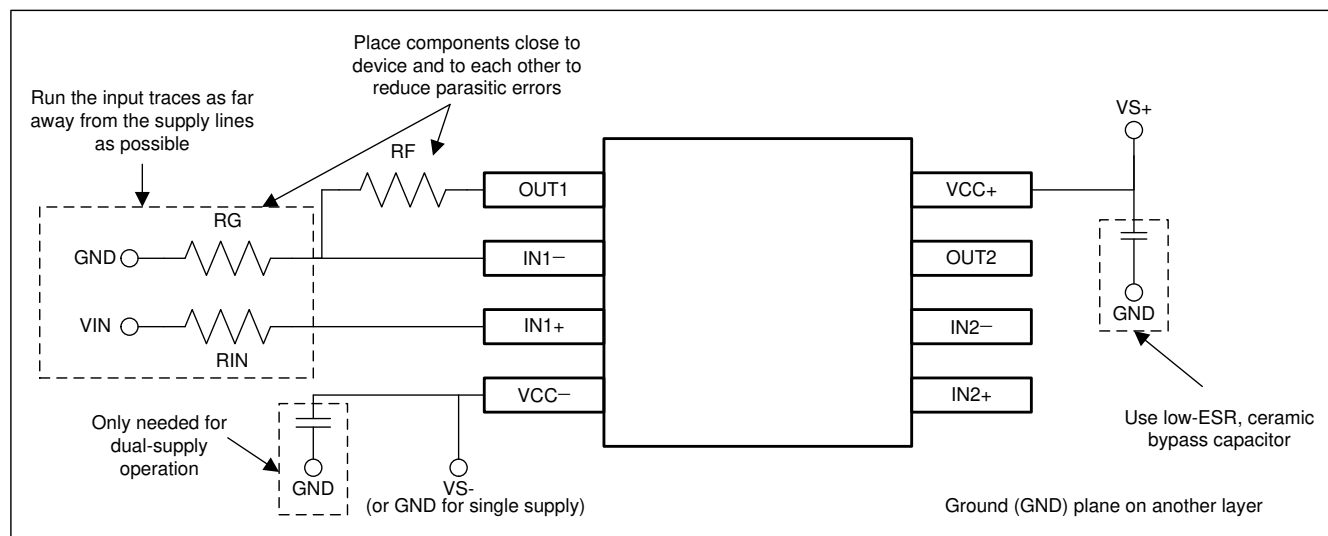 Place components close to
device and to each other to
reduce parasitic errors
Run the input traces as far
away from the supply lines
as possible
VS+
RF
OUT1
VCC+
RG
GND
IN1−
OUT2
VIN
RIN
IN1+
IN2−
GND
VCC−
IN2+
Only needed for
dual-supply
operation
GND
VS-
(or GND for single supply)
Use low-ESR, ceramic
bypass capacitor
Ground (GND) plane on another layer